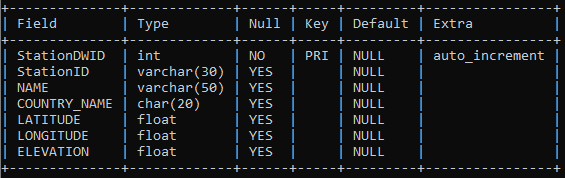 +--------------+-------------+------+-----+---------+----------------+
| Field        | Type        | Null | Key | Default | Extra          |
+--------------+-------------+------+-----+---------+----------------+
| StationDWID  | int         | NO   | PRI | NULL    | auto_increment |
| StationID    | varchar(30) | YES  |     | NULL    |                |
| NAME         | varchar(50) | YES  |     | NULL    |                |
| COUNTRY_NAME | char(20)    | YES  |     | NULL    |                |
| LATITUDE     | float       | YES  |     | NULL    |                |
| LONGITUDE    | float       | YES  |     | NULL    |                |
| ELEVATION    | float       | YES  |     | NULL    |                |
+--------------+-------------+------+-----+---------+----------------+